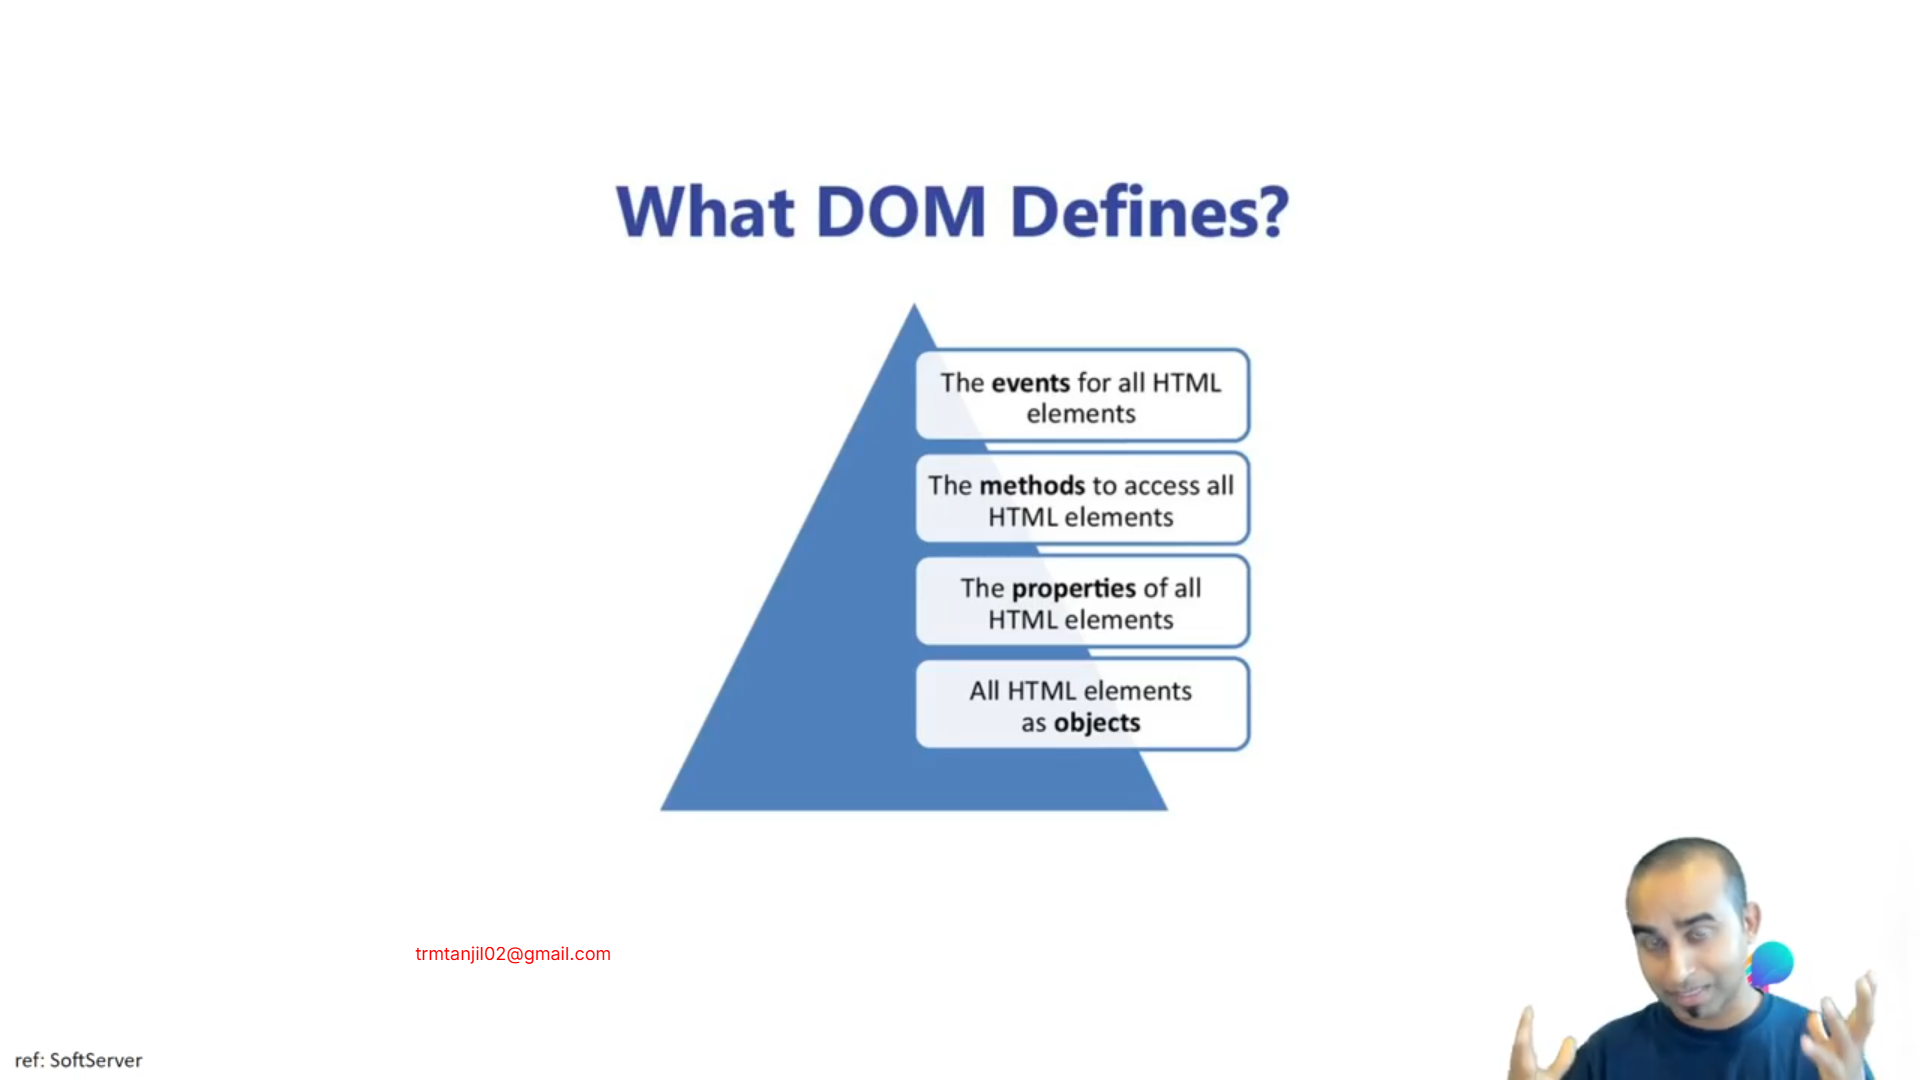 What DOM Defines?
The events for all HTML
elements
The methods to access all
HTML elements
The properties of all
HTML elements
All HTML elements
as objects
trmtanjil02@gmail.com
ref: SoftServer